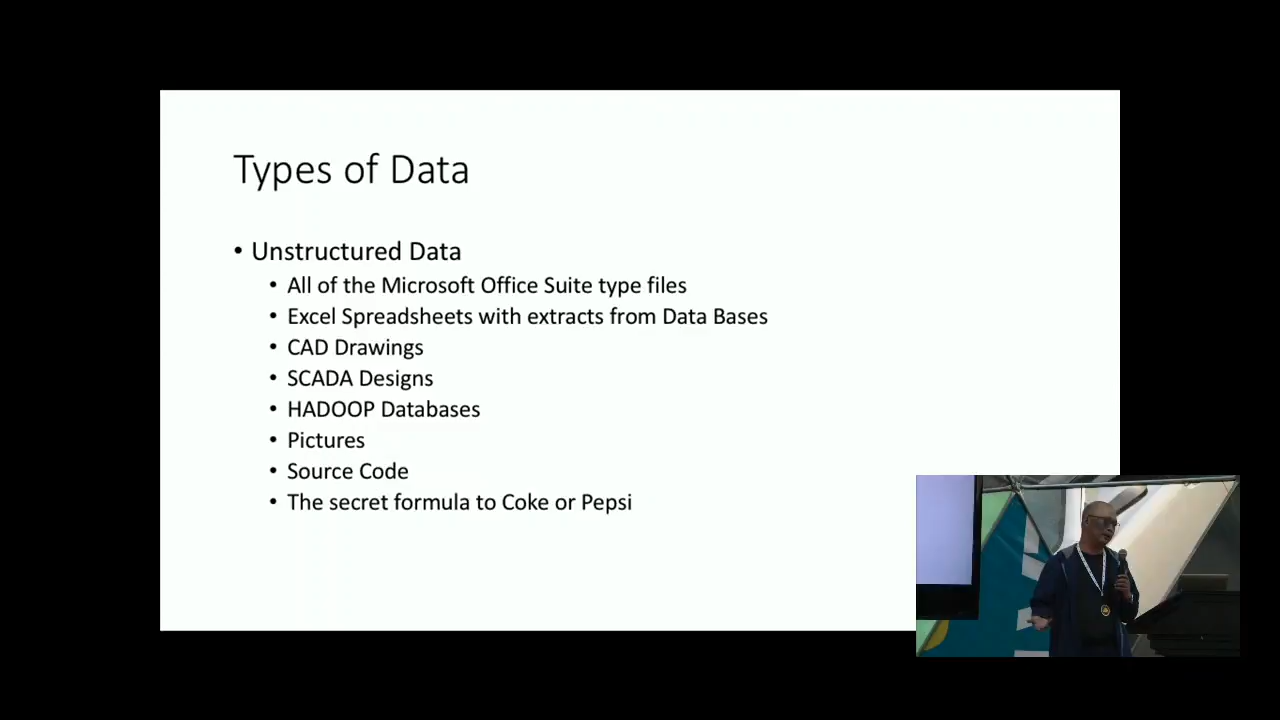 Types of Data
• Unstructured Data
• All of the Microsoft Office Suite type files
• Excel Spreadsheets with extracts from Data Bases
• CAD Drawings
• SCADA Designs
• HADOOP Databases
• Pictures
• Source Code
• The secret formula to Coke or Pepsi